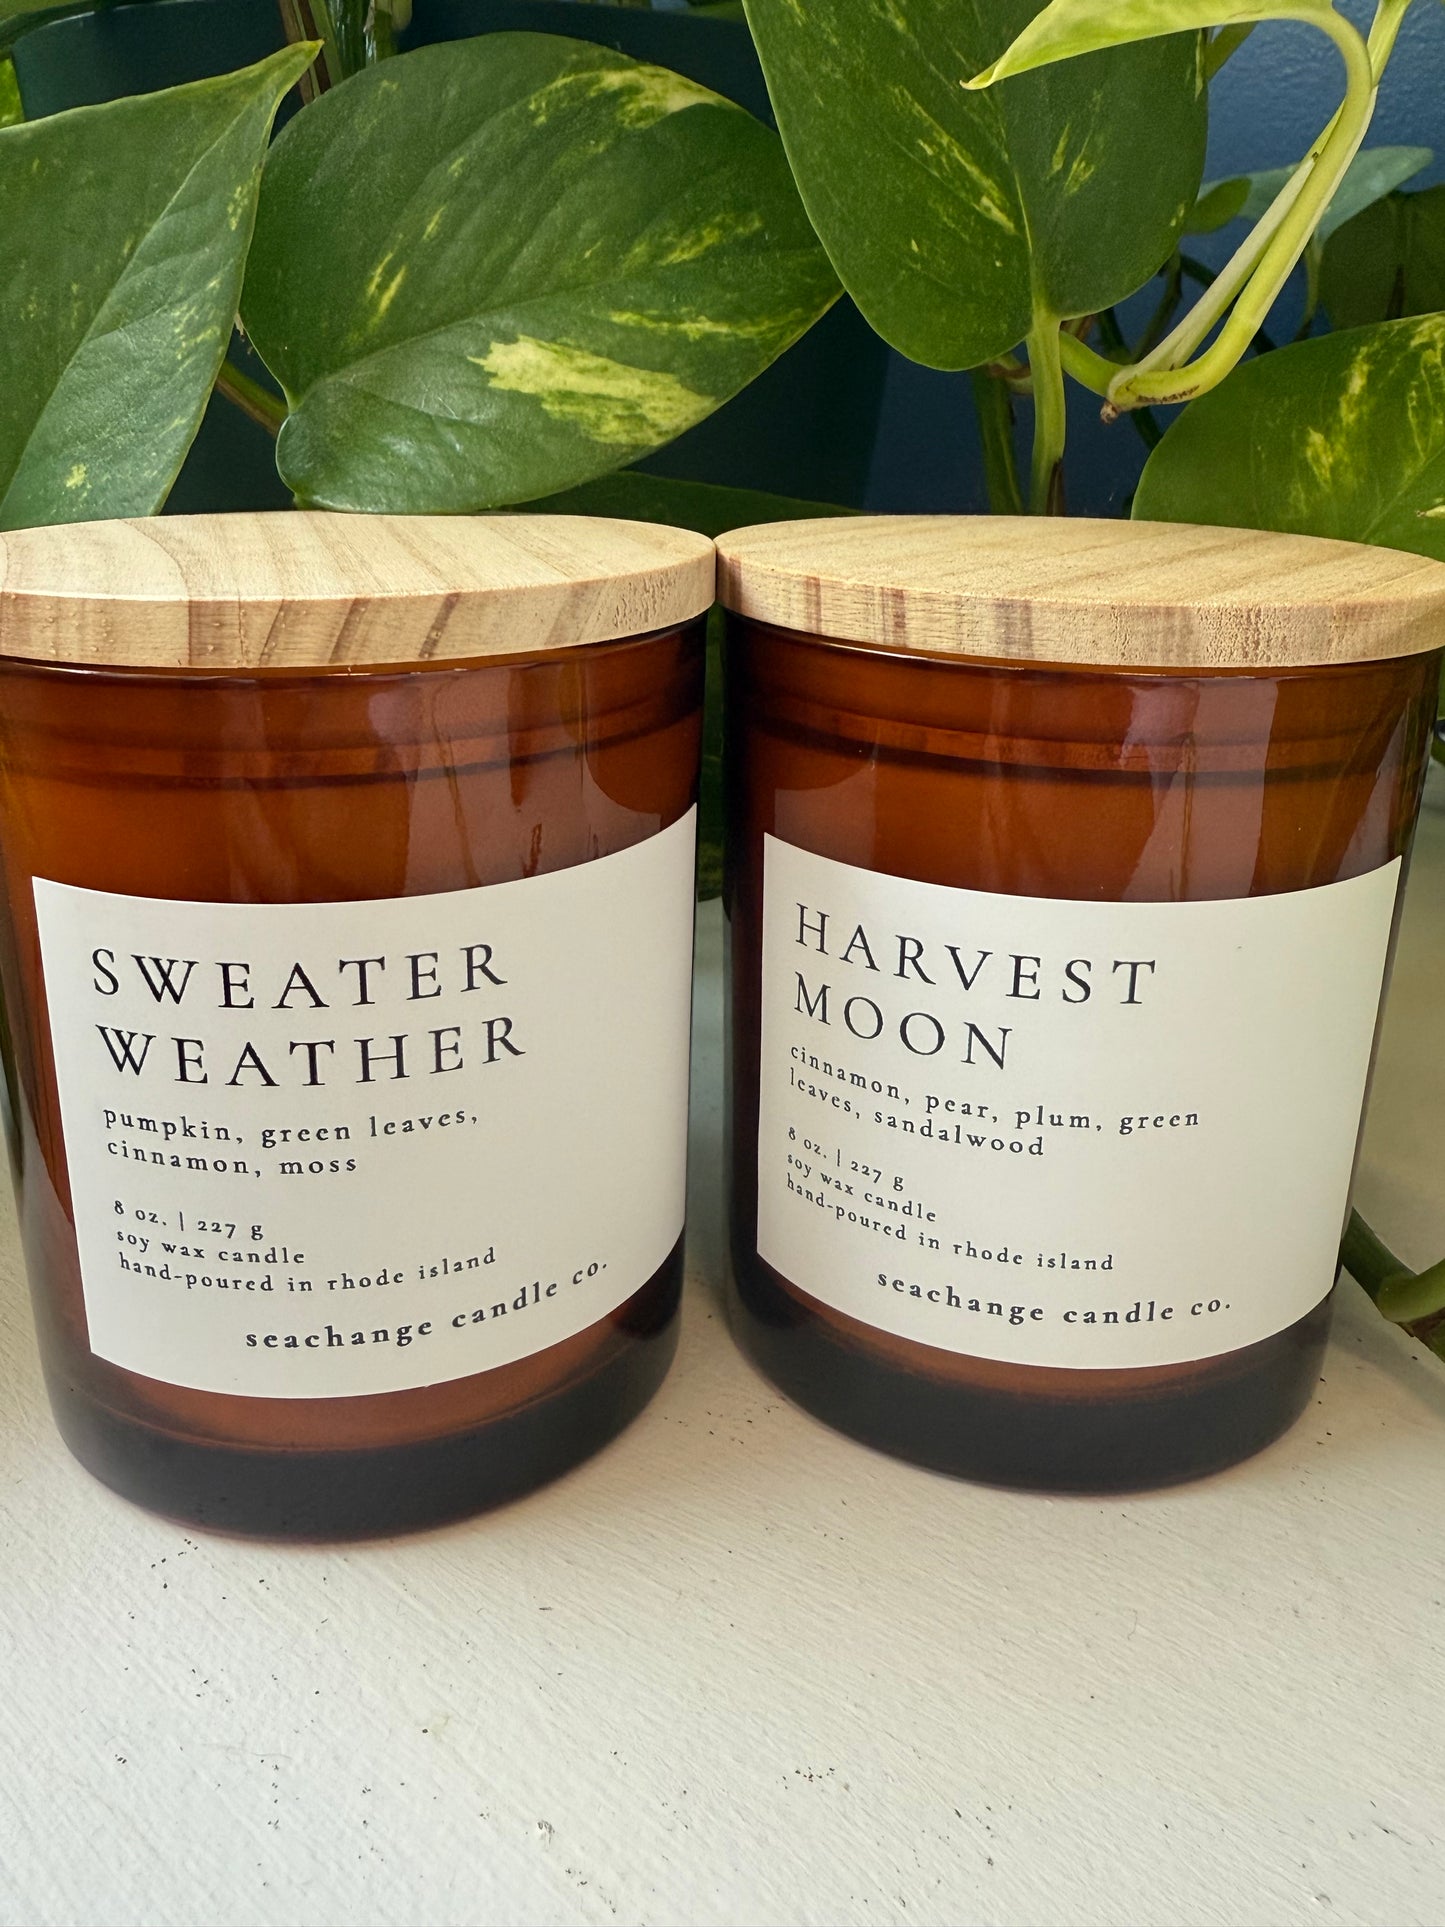 SWEATER
WEATHER
pumpkin, green leaves,
cinnamon, moss
8 oz. | 227 g
soy wax candle
hand-poured in rhode island
seachange candle co.
HARVEST
MOON
cinnamon, pear, plum, green
leaves, sandalwood
8 oz. | 227 g
soy wax candle
hand-poured in rhode island
seachange candle co.